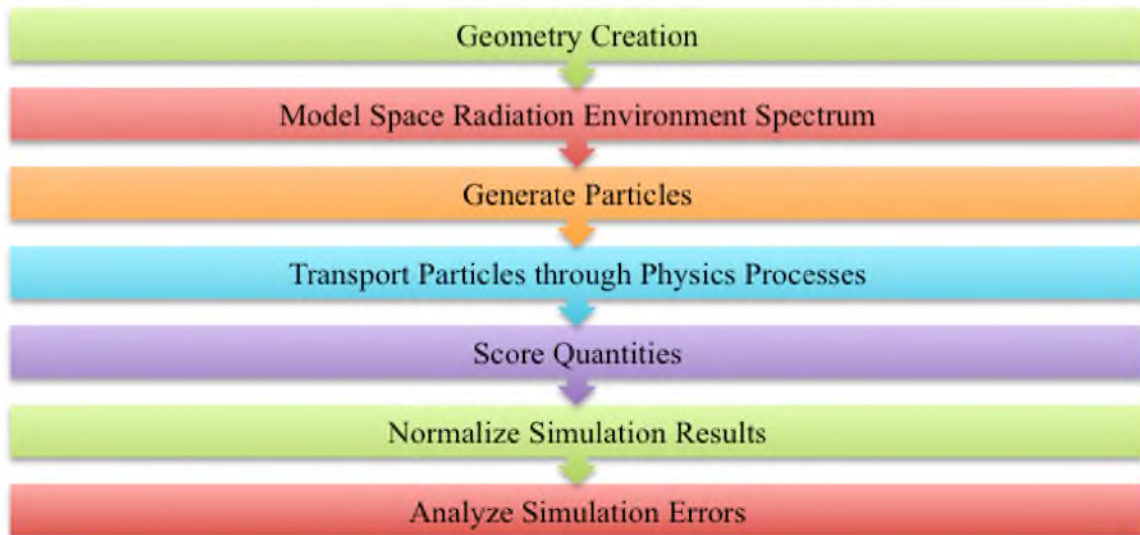 Geometry Creation
Model Space Radiation Environment Spectrum
Generate Particles
Transport Particles through Physics Processes
Score Quantities
Normalize Simulation Results
Analyze Simulation Errors